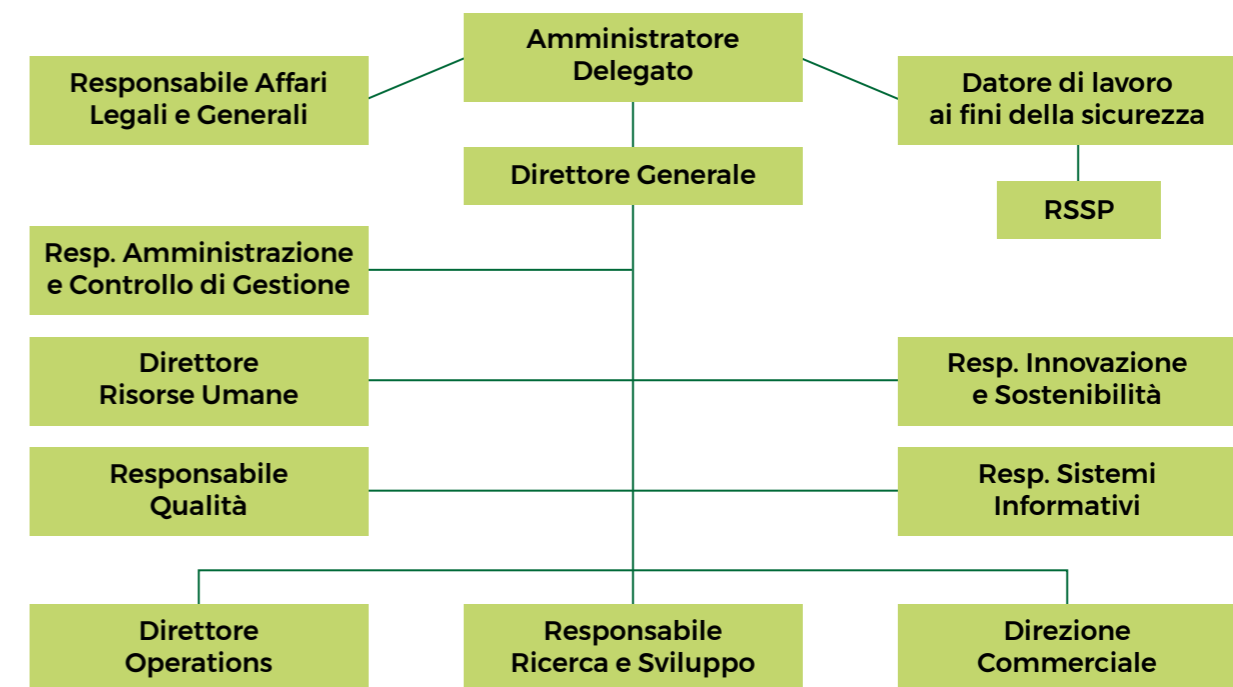 Amministratore
Delegato
Responsabile Affari
Legali e Generali
Datore di lavoro
ai fini della sicurezza
Direttore Generale
RSSP
Resp. Amministrazione
e Controllo di Gestione
Direttore
Risorse Umane
Resp. Innovazione
e Sostenibilità
Responsabile
Qualità
Resp. Sistemi
Informativi
Direttore
Operations
Responsabile
Ricerca e Sviluppo
Direzione
Commerciale